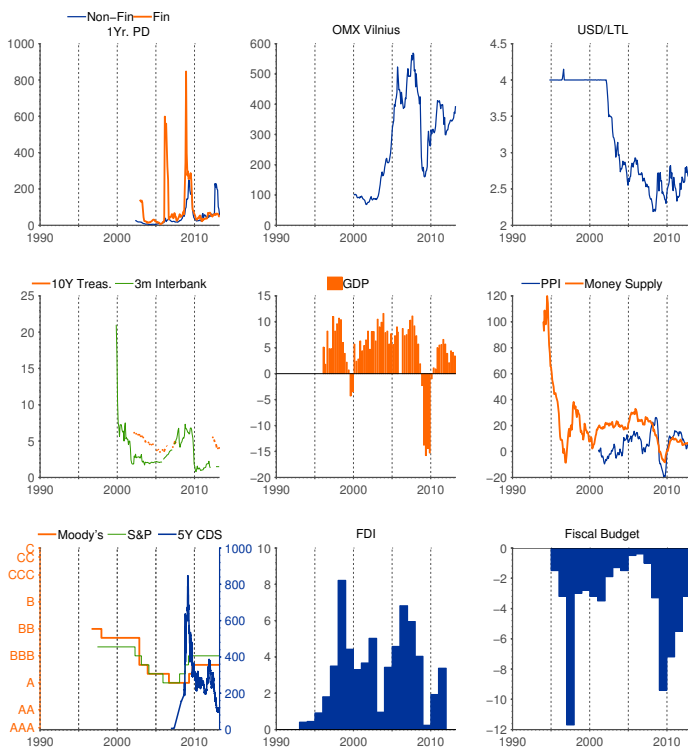 Non−Fin Fin
1Yr. PD
OMX Vilnius
USD/LTL
1000
800
600
400
200
0
1990 2000 2010
600
500
400
300
200
100
0
1990 2000 2010
4.5
4
3.5
3
2.5
2
1990 2000 2010
10Y Treas. 3m Interbank
GDP
PPI Money Supply
25
20
15
10
5
0
1990 2000 2010
15
10
5
0
−5
−10
−15
−20
1990 2000 2010
120
100
80
60
40
20
0
−20
1990 2000 2010
Moody's S&P 5Y CDS
FDI
Fiscal Budget
C
CC
CCC
B
BB
BBB
A
AA
AAA
1000
800
600
400
200
0
1990 2000 2010
10
8
6
4
2
0
1990 2000 2010
0
−2
−4
−6
−8
−10
−12
1990 2000 2010